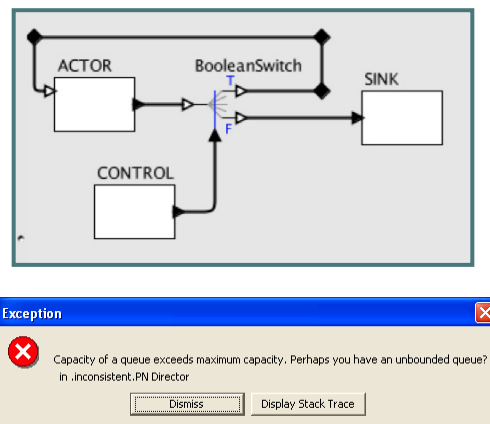 ACTOR
BooleanSwitch
T
SINK
F
CONTROL
Exception
Capacity of a queue exceeds maximum capacity. Perhaps you have an unbounded queue?
in .inconsistent.PN Director
Dismiss
Display Stack Trace